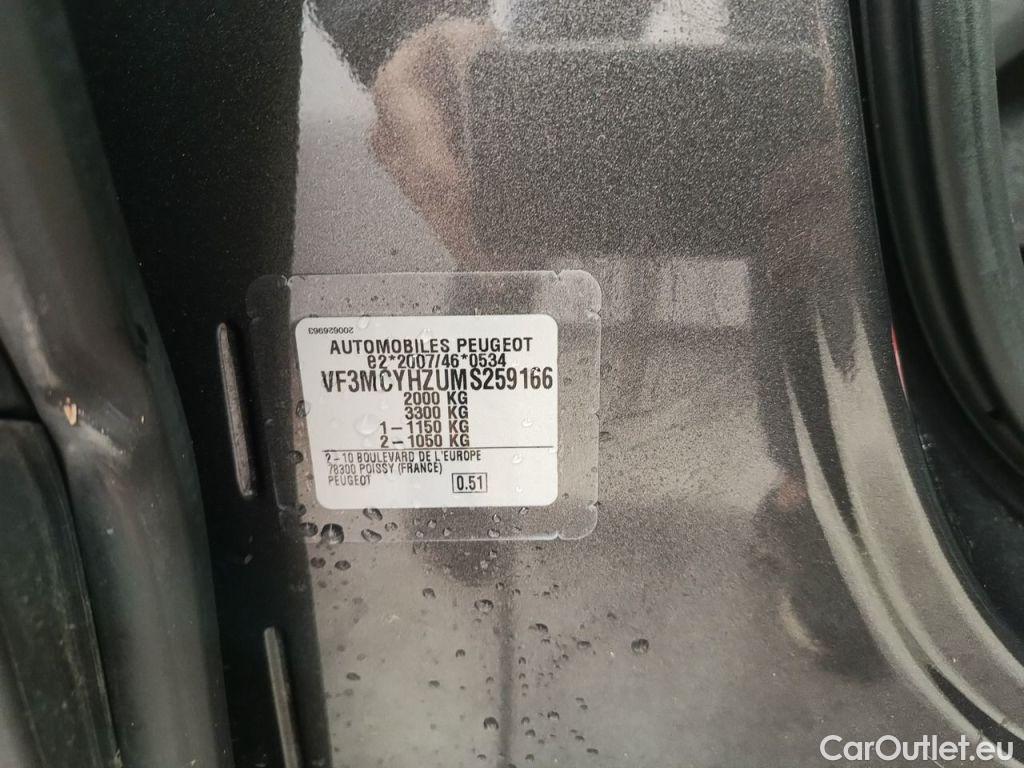 200626963
AUTOMOBILES PEUGEOT
e2*2007/46*0534
VF3MCYHZUMS259166
2000 KG
3300 KG
1-1150 KG
2-1050 KG
2-10 BOULEVARD DE L'EUROPE
78300 POISSY (FRANCE)
PEUGEOT
0.51
CarOutlet.eu